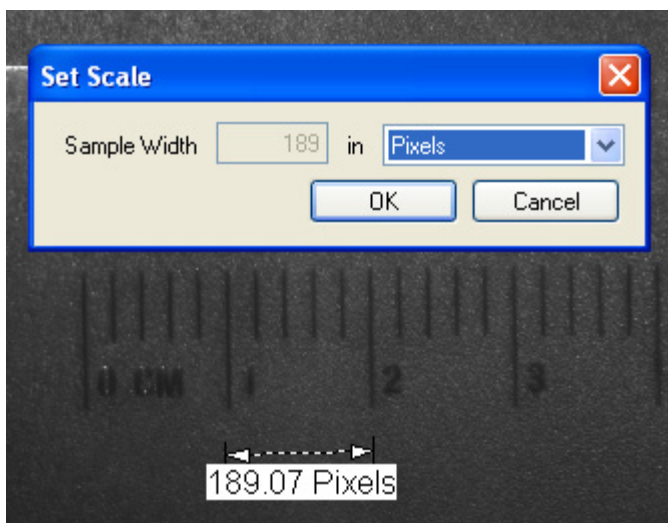 Set Scale
Sample Width 189 in Pixels
OK Cancel
0 CM 1 2 3
189.07 Pixels